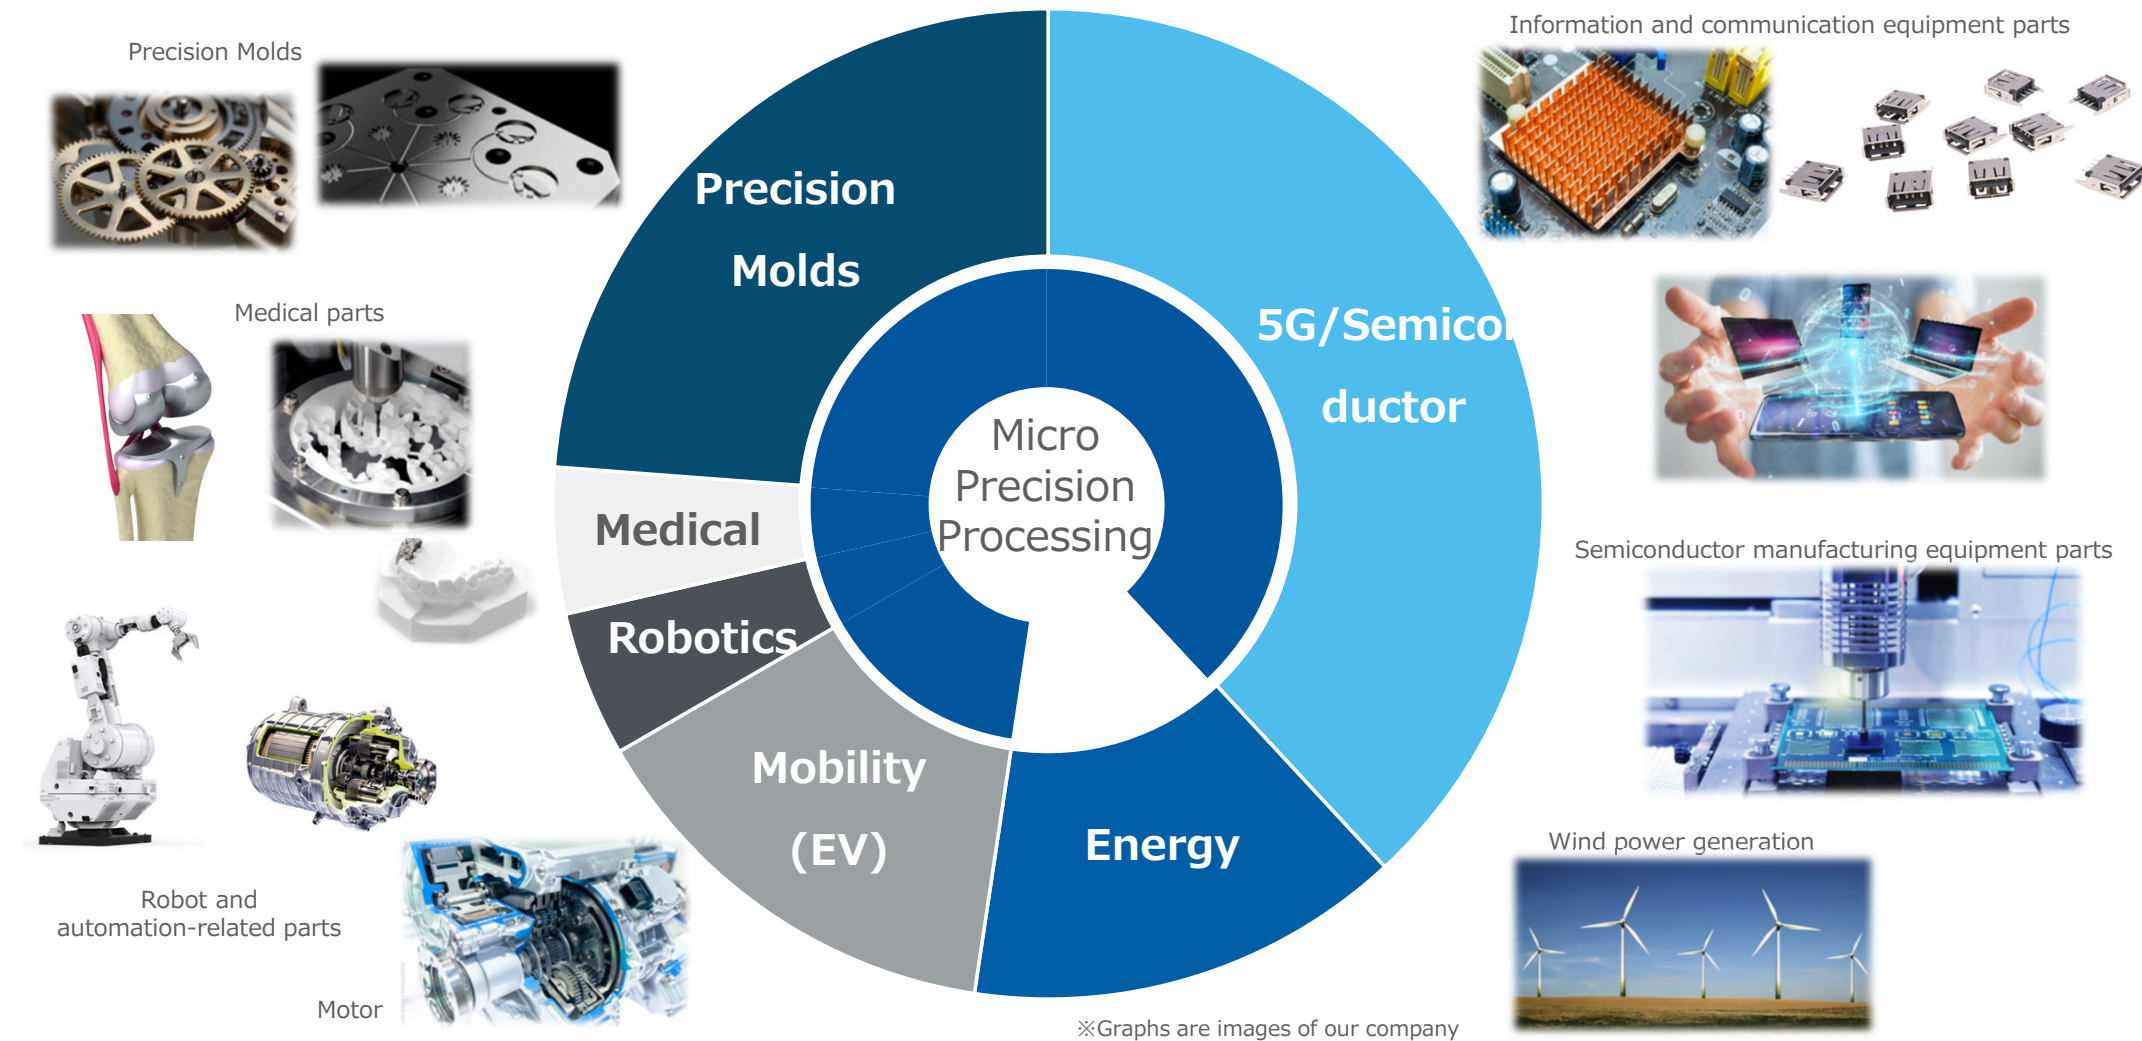 Information and communication equipment parts
Precision Molds
Precision
Molds
Medical parts
5G/Semicon
ductor
Micro
Precision
Processing
Medical
Semiconductor manufacturing equipment parts
Robotics
Mobility
(EV)
Energy
Wind power generation
Robot and
automation-related parts
Motor
※Graphs are images of our company